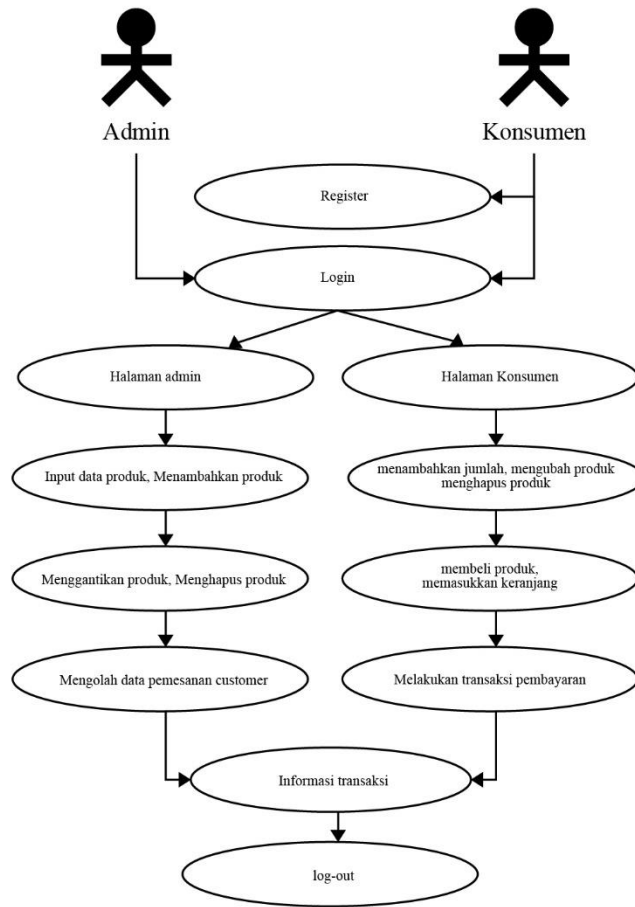 Admin
Konsumen
Register
Login
Halaman admin
Halaman Konsumen
Input data produk, Menambahkan produk
menambahkan jumlah, mengubah produk
menghapus produk
Menggantikan produk, Menghapus produk
membeli produk,
memasukkan keranjang
Mengolah data pemesanan customer
Melakukan transaksi pembayaran
Informasi transaksi
log-out